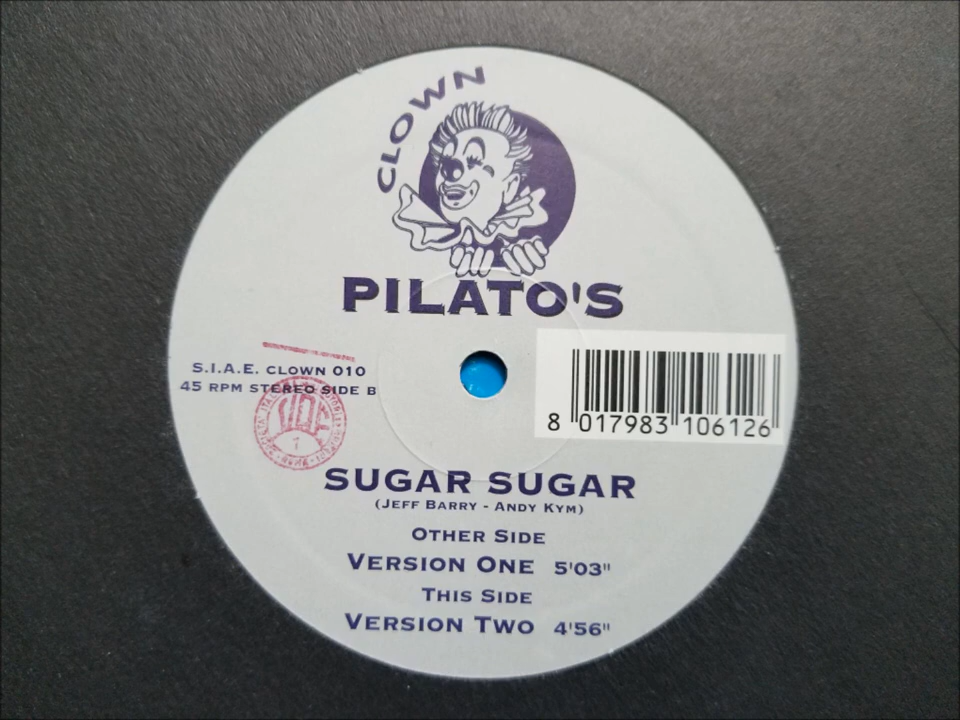 CLOWN
PILATO'S
S.I.A.E. CLOWN 010
45 RPM STEREO SIDE B
8 017983 106126
SUGAR SUGAR
(JEFF BARRY - ANDY KYM)
OTHER SIDE
VERSION ONE 5'03"
THIS SIDE
VERSION TWO 4'56"